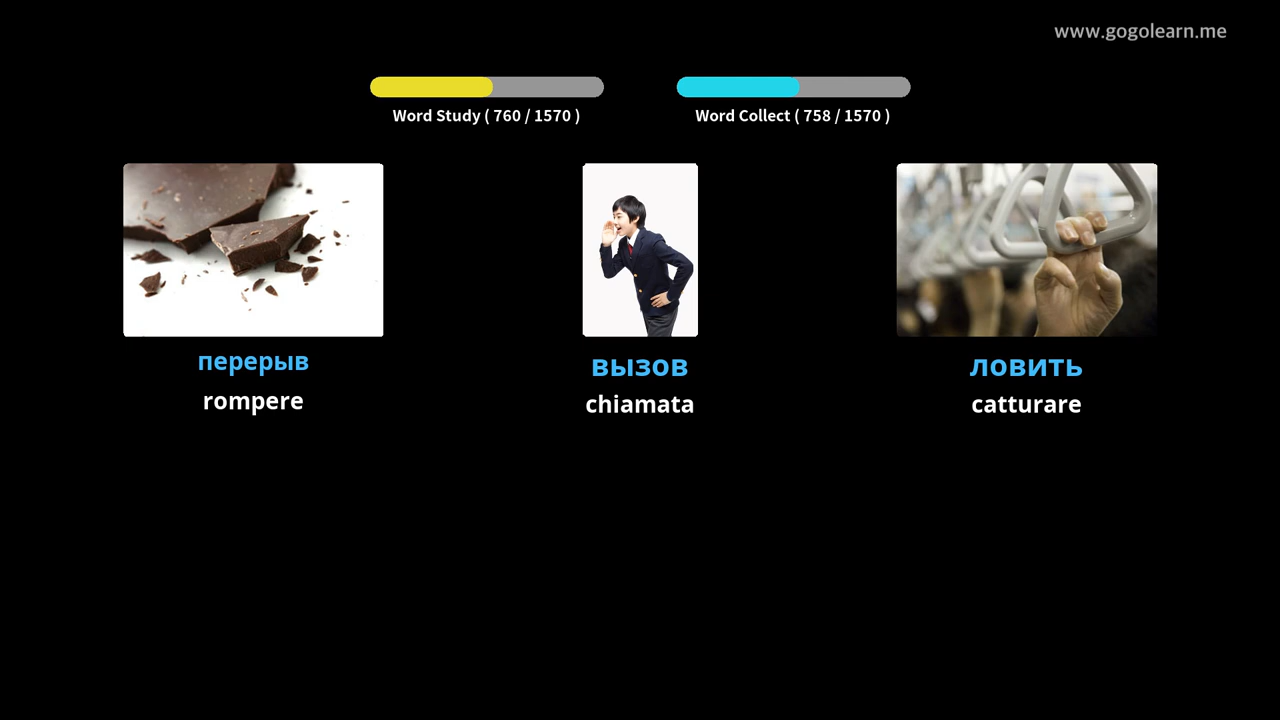 www.gogolearn.me
Word Study ( 760 / 1570 )
Word Collect ( 758 / 1570 )
перерыв
rompere
вызов
chiamata
ловить
catturare